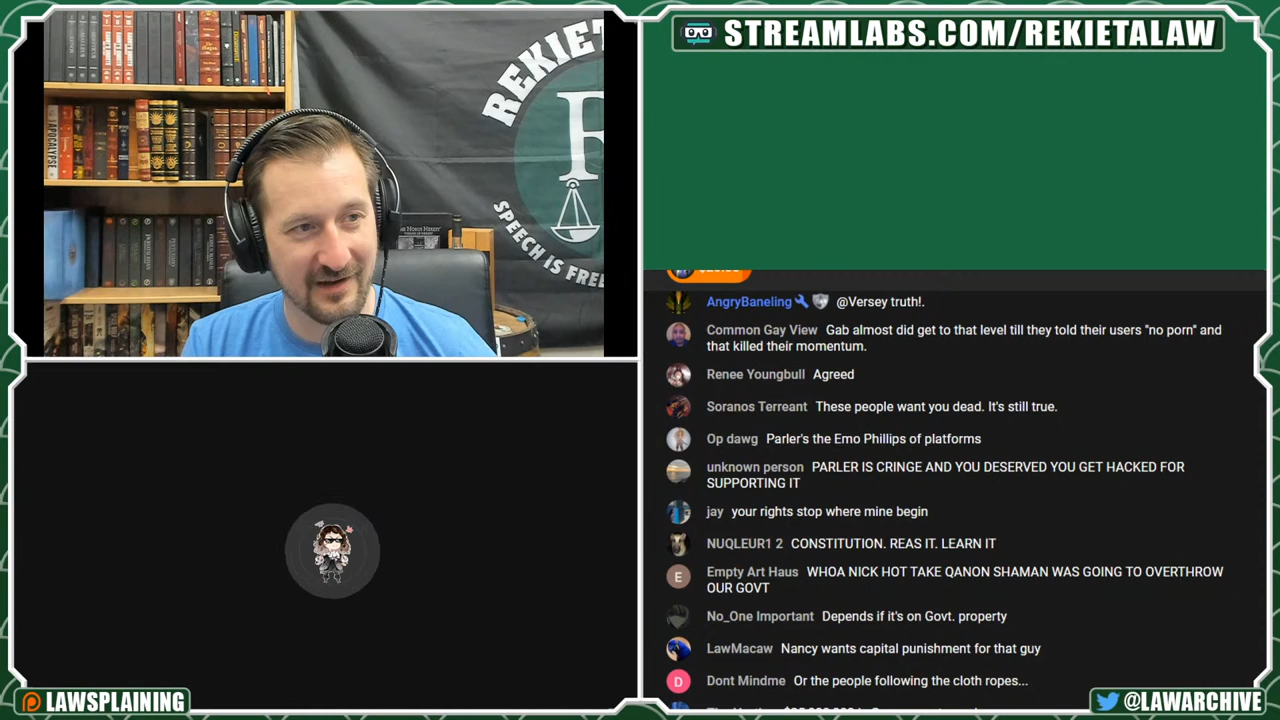 STREAMLABS.COM/REKIETALAW
REKIET
R
SPEECH IS FREE
APOCALYPSE
AngryBaneling @Versey truth!.
Common Gay View Gab almost did get to that level till they told their users "no porn" and
that killed their momentum.
Renee Youngbull Agreed
Soranos Terreant These people want you dead. It's still true.
Op dawg Parler's the Emo Phillips of platforms
unknown person PARLER IS CRINGE AND YOU DESERVED YOU GET HACKED FOR
SUPPORTING IT
jay your rights stop where mine begin
NUQLEUR1 2 CONSTITUTION. REAS IT. LEARN IT
E
Empty Art Haus WHOA NICK HOT TAKE QANON SHAMAN WAS GOING TO OVERTHROW
OUR GOVT
No_One Important Depends if it's on Govt. property
LawMacaw Nancy wants capital punishment for that guy
D
Dont Mindme Or the people following the cloth ropes...
LAWSPLAINING
@LAWARCHIVE